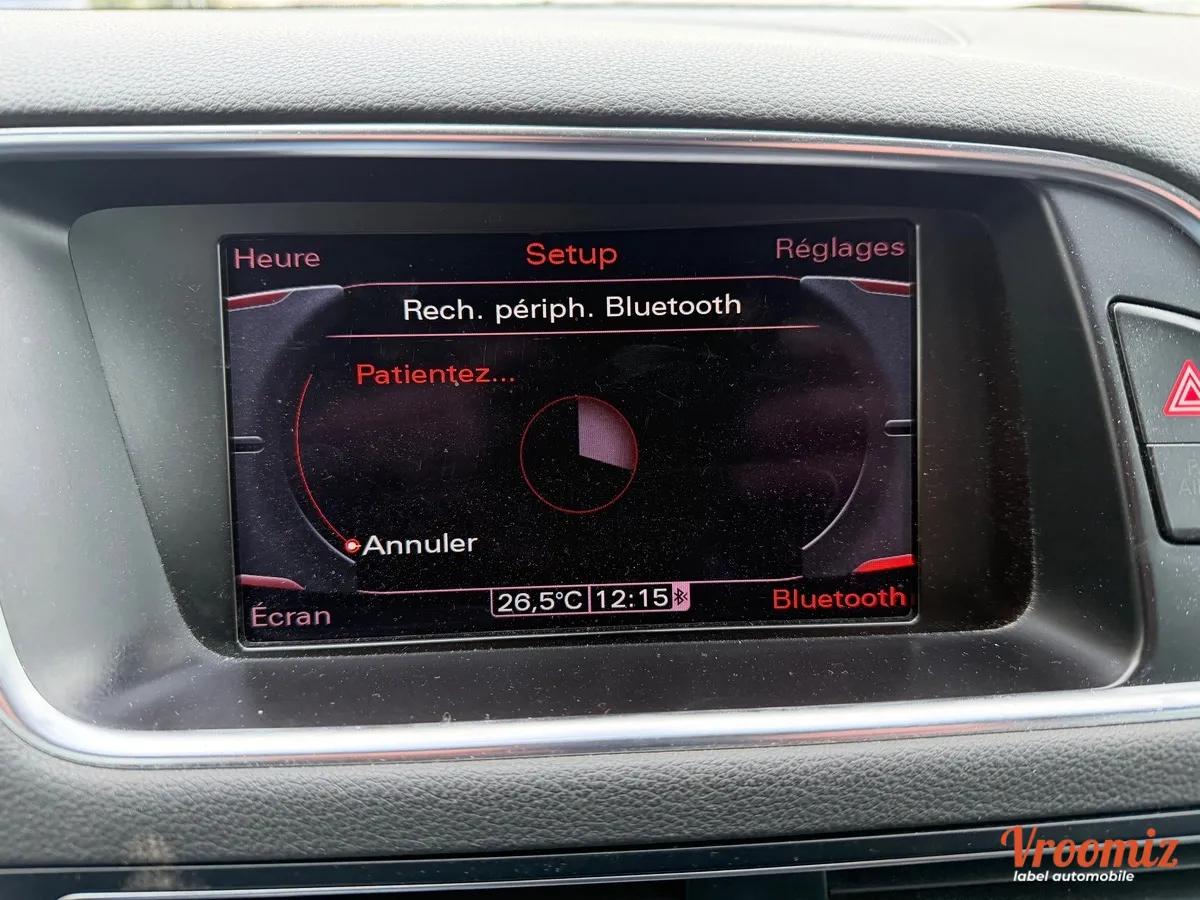 Heure Setup Réglages
Rech. périph. Bluetooth
Patientez...
Annuler
Écran 26,5°C 12:15 Bluetooth
Vroomiz
label automobile